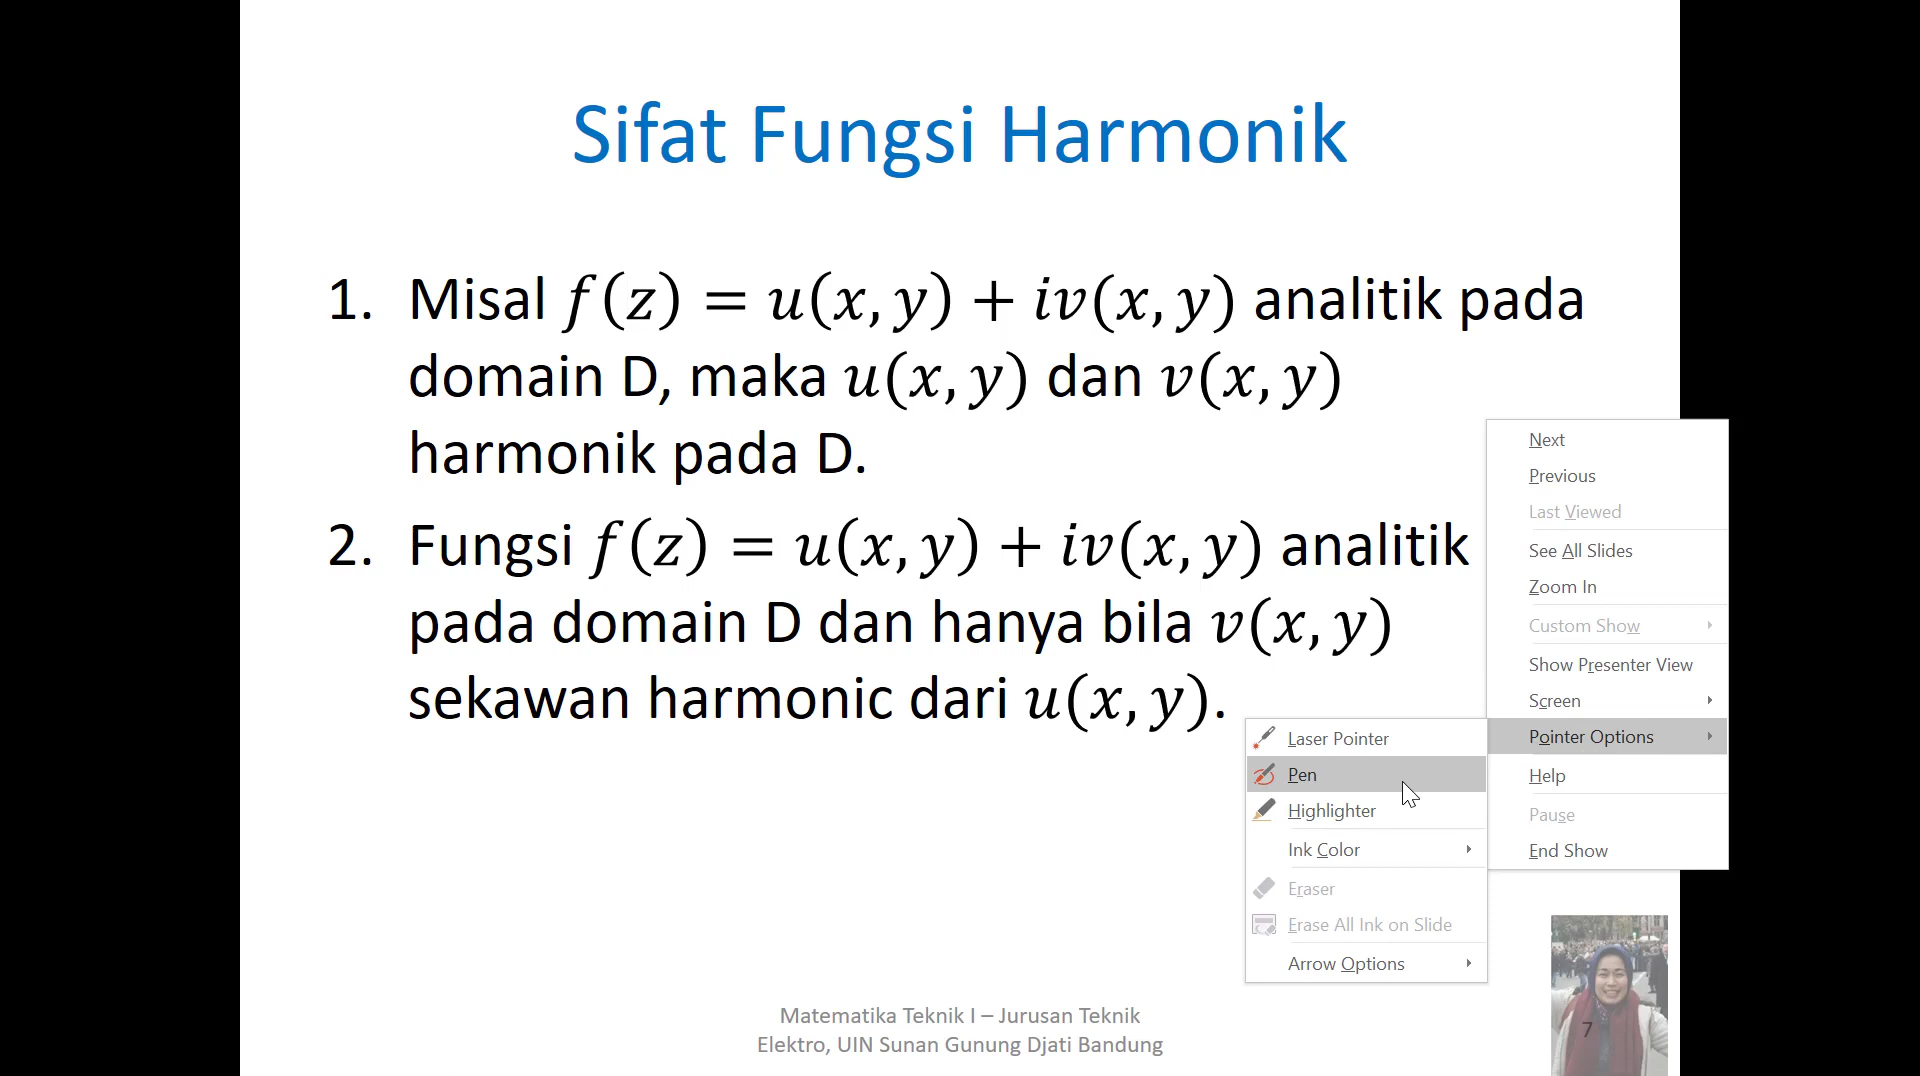 Sifat Fungsi Harmonik
1. Misal f(z) = u(x, y) + iv(x, y) analitik pada
domain D, maka u(x, y) dan v(x, y)
harmonik pada D.
2. Fungsi f(z) = u(x, y) + iv(x, y) analitik
pada domain D dan hanya bila v(x, y)
sekawan harmonic dari u(x, y).
Next
Previous
Last Viewed
See All Slides
Zoom In
Custom Show
Show Presenter View
Screen
Pointer Options
Help
Pause
End Show
Laser Pointer
Pen
Highlighter
Ink Color
Eraser
Erase All Ink on Slide
Arrow Options
Matematika Teknik I – Jurusan Teknik
Elektro, UIN Sunan Gunung Djati Bandung
7